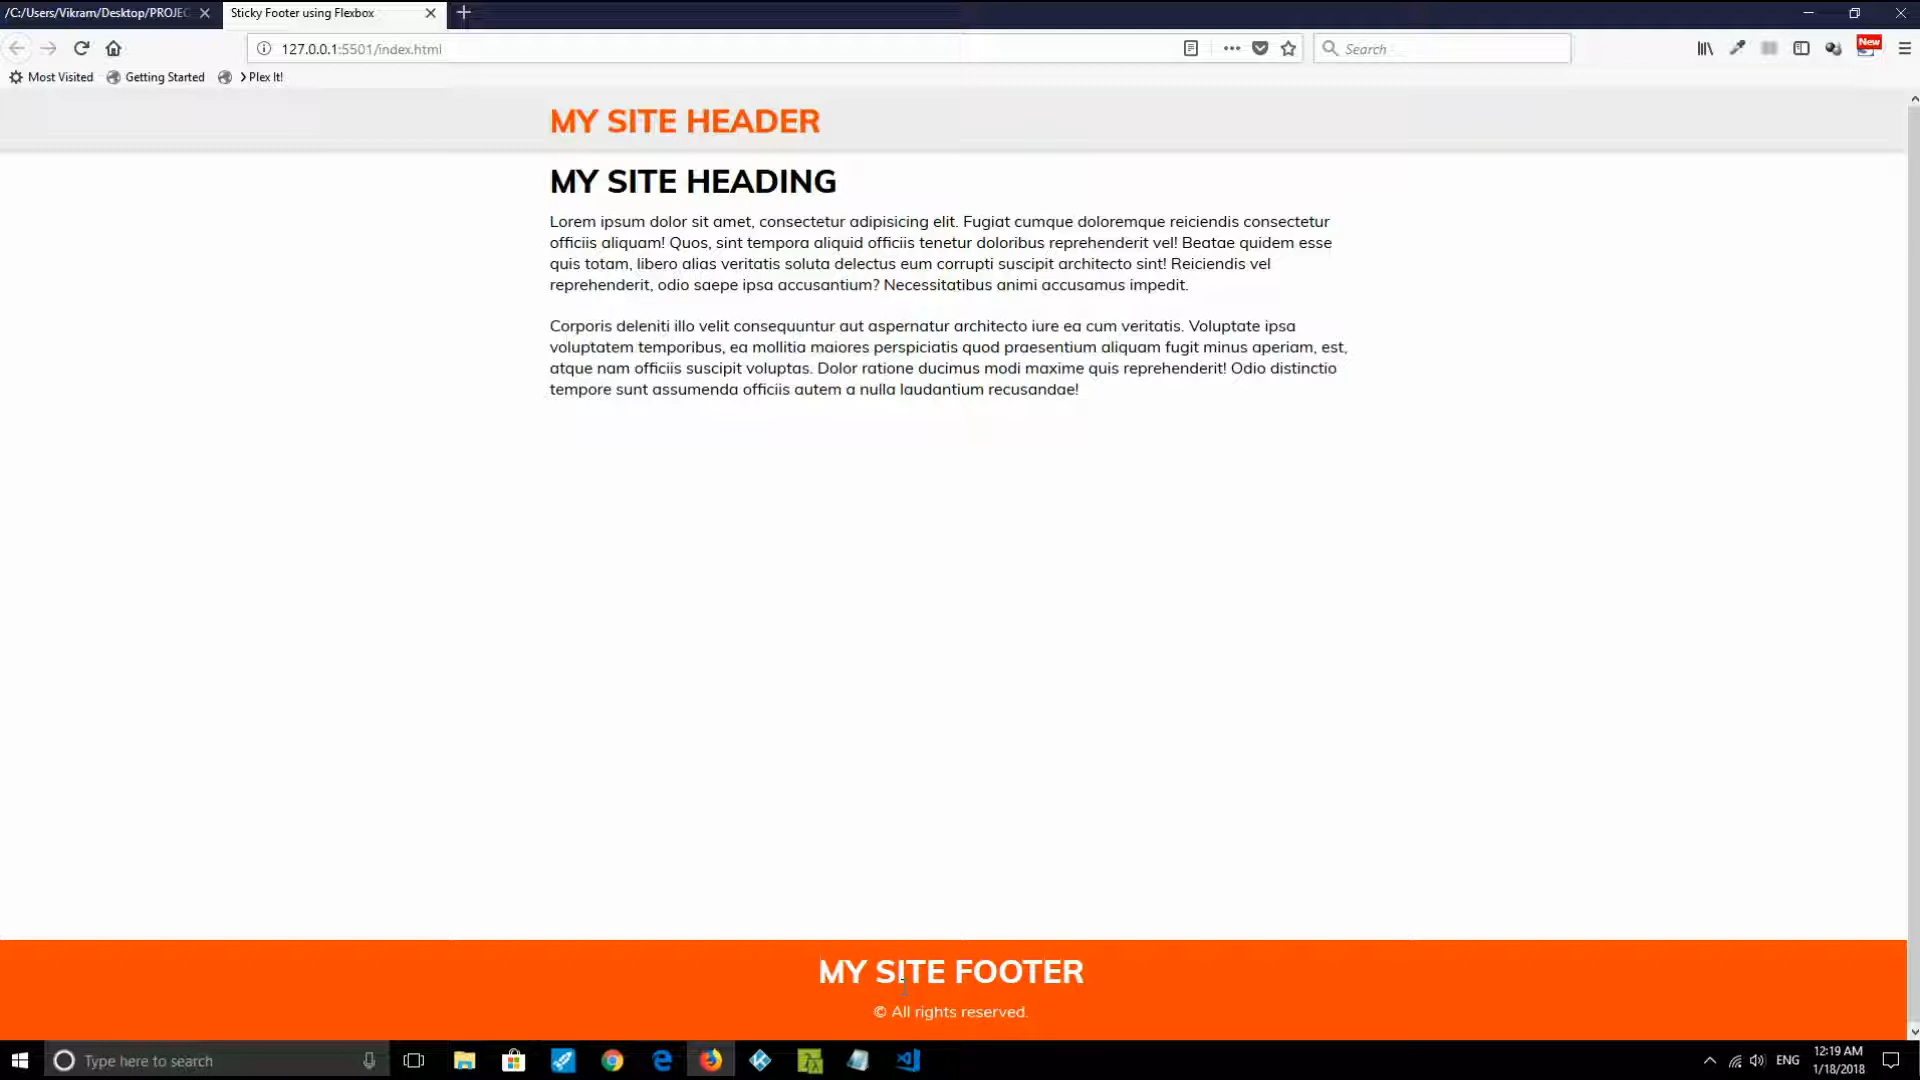 /C:/Users/Vikram/Desktop/PROJEC
Sticky Footer using Flexbox
127.0.0.1:5501/index.html
Search
New
Most Visited
Getting Started
Plex It!
MY SITE HEADER
MY SITE HEADING
Lorem ipsum dolor sit amet, consectetur adipisicing elit. Fugiat cumque doloremque reiciendis consectetur
officiis aliquam! Quos, sint tempora aliquid officiis tenetur doloribus reprehenderit vel! Beatae quidem esse
quis totam, libero alias veritatis soluta delectus eum corrupti suscipit architecto sint! Reiciendis vel
reprehenderit, odio saepe ipsa accusantium? Necessitatibus animi accusamus impedit.
Corporis deleniti illo velit consequuntur aut aspernatur architecto iure ea cum veritatis. Voluptate ipsa
voluptatem temporibus, ea mollitia maiores perspiciatis quod praesentium aliquam fugit minus aperiam, est,
atque nam officiis suscipit voluptas. Dolor ratione ducimus modi maxime quis reprehenderit! Odio distinctio
tempore sunt assumenda officiis autem a nulla laudantium recusandae!
MY SITE FOOTER
© All rights reserved.
Type here to search
ENG
12:19 AM
1/18/2018